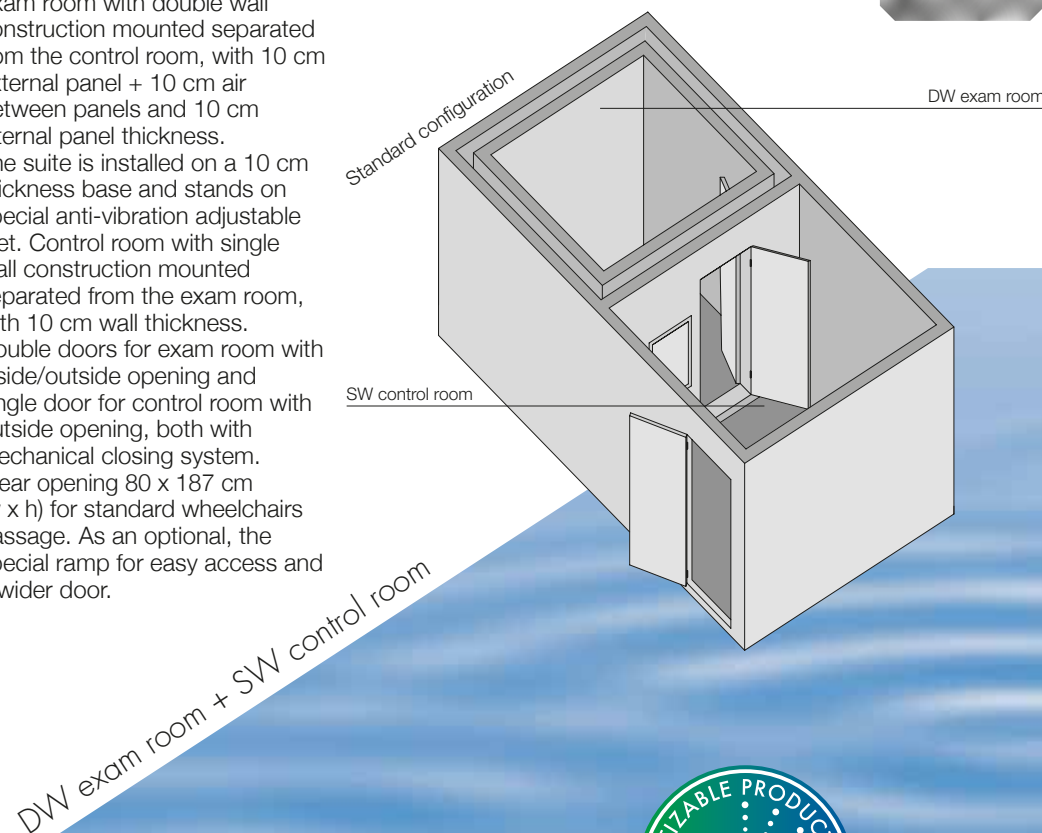 xam room with double wall
onstruction mounted separated
om the control room, with 10 cm
xternal panel + 10 cm air
etween panels and 10 cm
ternal panel thickness.
he suite is installed on a 10 cm
ickness base and stands on
pecial anti-vibration adjustable
et. Control room with single
all construction mounted
eparated from the exam room,
th 10 cm wall thickness.
ouble doors for exam room with
side/outside opening and
ngle door for control room with
utside opening, both with
echanical closing system.
ear opening 80 x 187 cm
x h) for standard wheelchairs
assage. As an optional, the
pecial ramp for easy access and
wider door.
Standard configuration
DW exam room
SW control room
DW exam room + SW control room
IZABLE PRODUCT